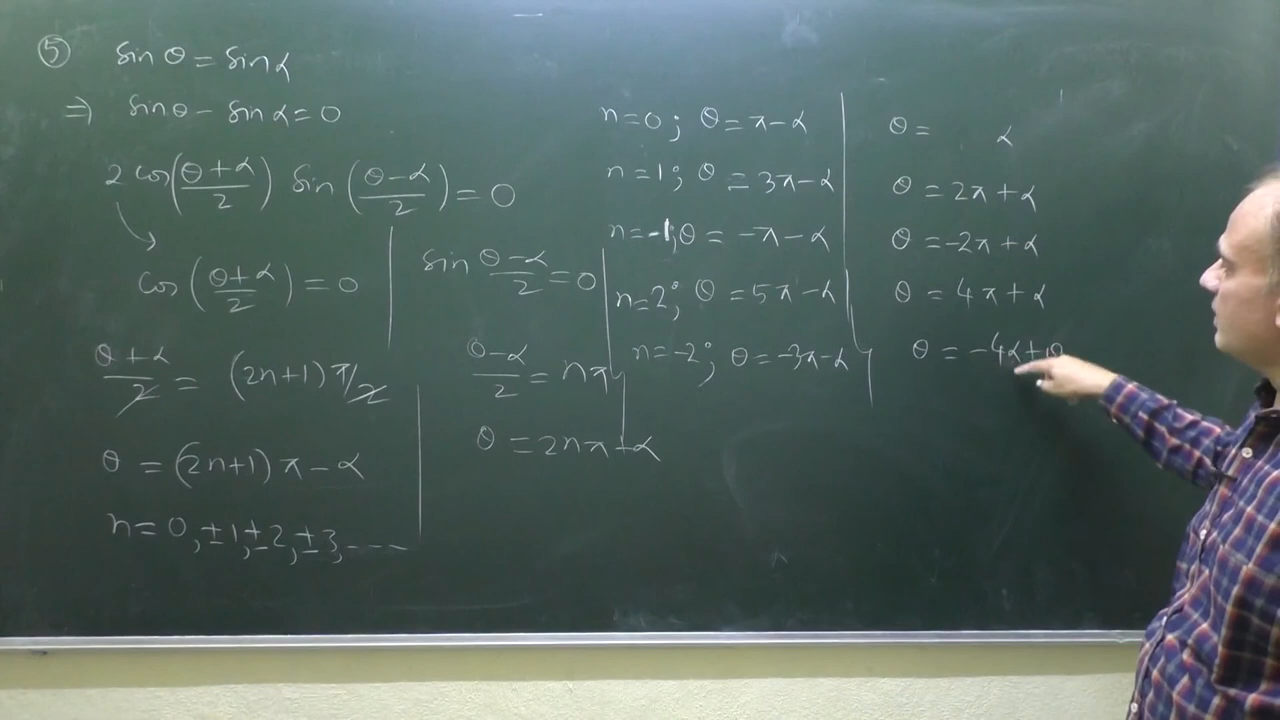 ⑤ sin θ = sin α
⇒ sin θ - sin α = 0
2 cos((θ + α)/2) sin((θ - α)/2) = 0
cos((θ + α)/2) = 0
(θ + α)/2 = (2n+1) π/2
θ = (2n+1) π - α
n = 0, ±1, ±2, ±3, ----
sin (θ - α)/2 = 0
(θ - α)/2 = nπ
θ = 2nπ + α
n = 0; θ = π - α
n = 1; θ = 3π - α
n = -1; θ = -π - α
n = 2; θ = 5π - α
n = -2; θ = -3π - α
θ = α
θ = 2π + α
θ = -2π + α
θ = 4π + α
θ = -4α +